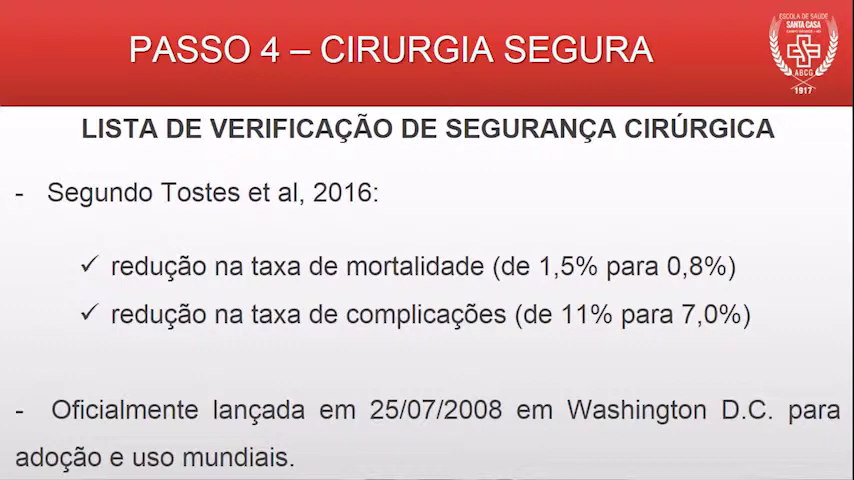 PASSO 4 – CIRURGIA SEGURA
ESCOLA DE SAÚDE
SANTA CASA
ABCG
1917
LISTA DE VERIFICAÇÃO DE SEGURANÇA CIRÚRGICA
- Segundo Tostes et al, 2016:
✓ redução na taxa de mortalidade (de 1,5% para 0,8%)
✓ redução na taxa de complicações (de 11% para 7,0%)
- Oficialmente lançada em 25/07/2008 em Washington D.C. para
adoção e uso mundiais.